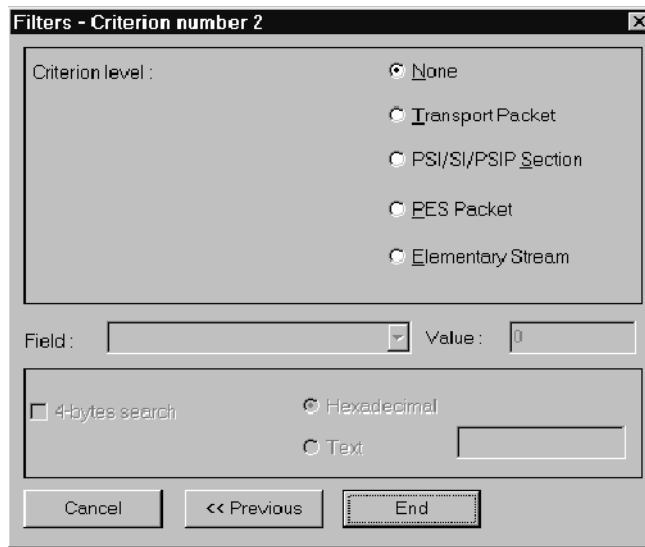 Filters - Criterion number 2
Criterion level :
None
Transport Packet
PSI/SI/PSIP Section
PES Packet
Elementary Stream
Field :
Value :
0
4-bytes search
Hexadecimal
Text
Cancel
<< Previous
End